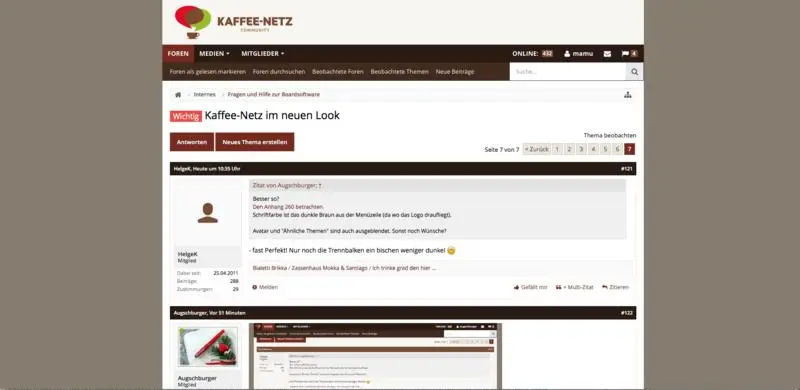 KAFFEE-NETZ
COMMUNITY
FOREN MEDIEN MITGLIEDER ONLINE: 432 mamu 4
Foren als gelesen markieren Foren durchsuchen Beobachtete Foren Beobachtete Themen Neue Beiträge Suche...
Internes Fragen und Hilfe zur Boardsoftware
Wichtig Kaffee-Netz im neuen Look
Thema beobachten
Antworten Neues Thema erstellen Seite 7 von 7 < Zurück 1 2 3 4 5 6 7
HelgeK, Heute um 10:35 Uhr #121
Zitat von Augschburger: ↑
Besser so?
Den Anhang 260 betrachten
Schriftfarbe ist das dunkle Braun aus der Menüzeile (da wo das Logo draufliegt).
Avatar und "Ähnliche Themen" sind auch ausgeblendet. Sonst noch Wünsche?
- fast Perfekt! Nur noch die Trennbalken ein bischen weniger dunkel
HelgeK
Mitglied
Dabei seit: 25.04.2011
Beiträge: 288
Zustimmungen: 29
Bialetti Brikka / Zassenhaus Mokka & Santiago / Ich trinke grad den hier ...
Melden Gefällt mir + Multi-Zitat Zitieren
Augschburger, Vor 51 Minuten #122
Augschburger
Mitglied